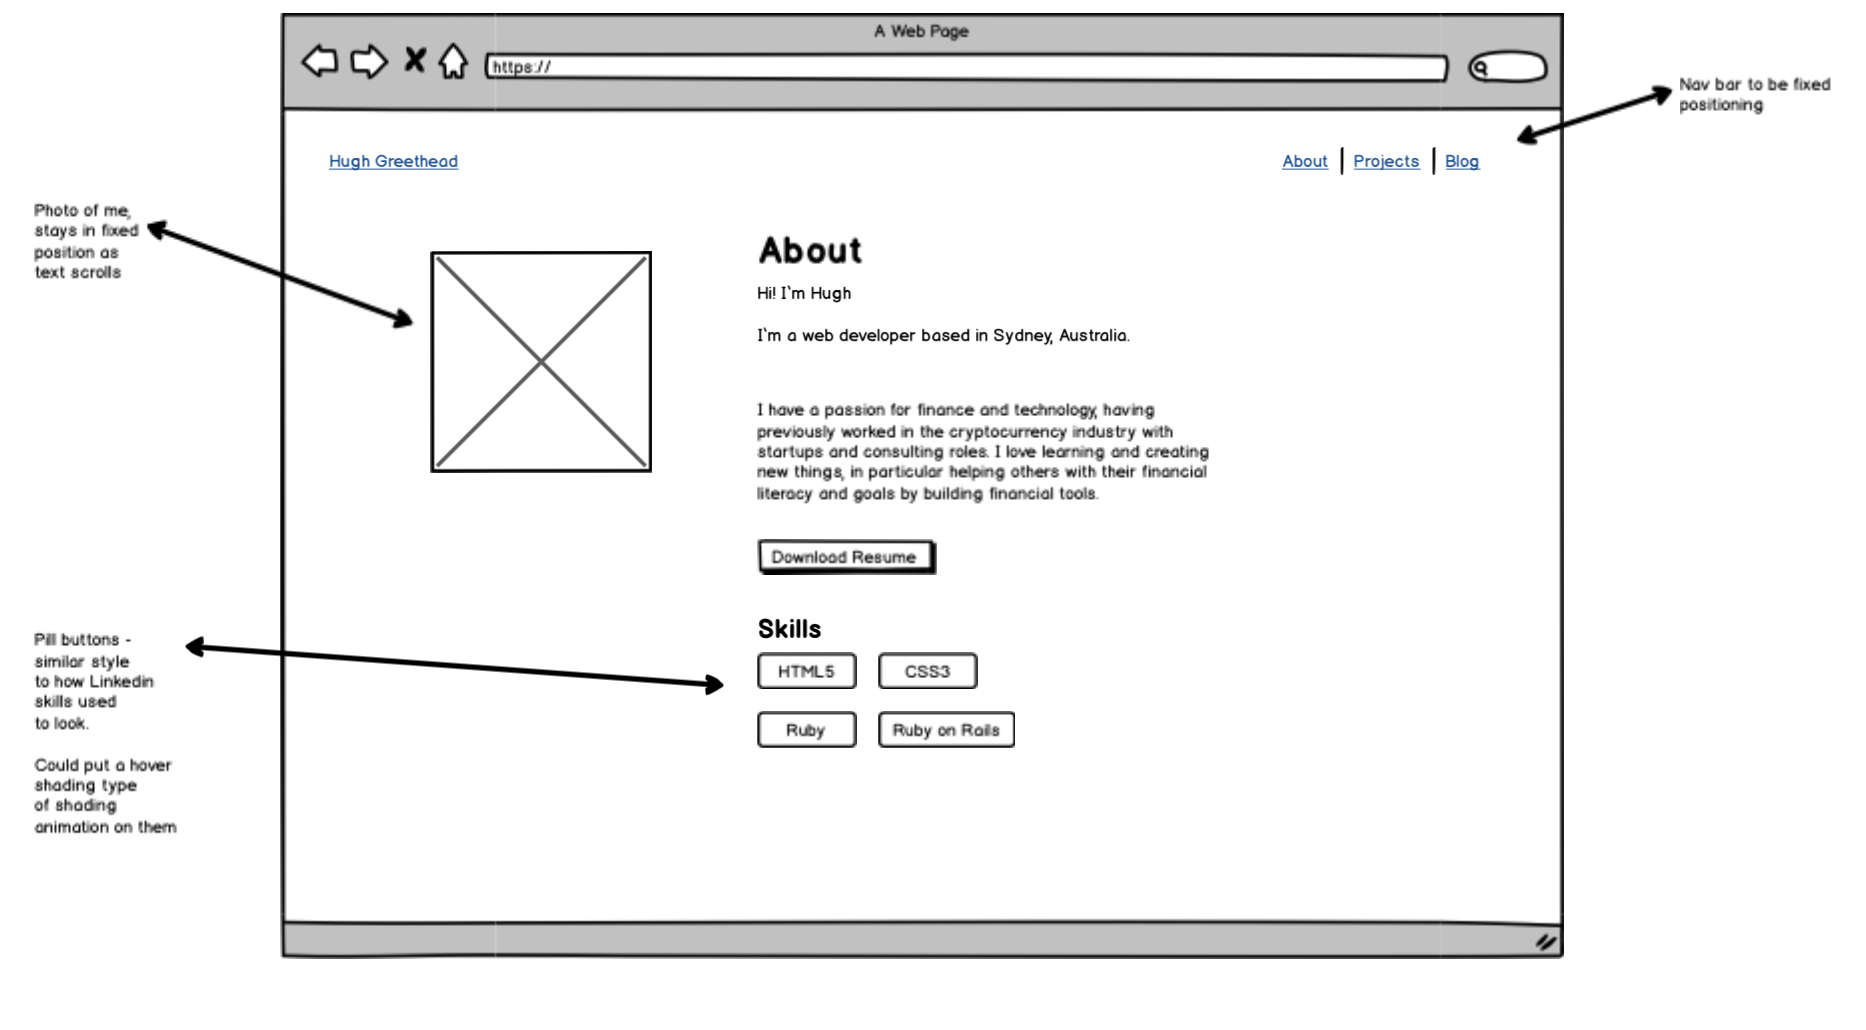 A Web Page
https://
Nav bar to be fixed
positioning
Hugh Greethead
About
Projects
Blog
Photo of me,
stays in fixed
position as
text scrolls
About
Hi! I'm Hugh
I'm a web developer based in Sydney, Australia.
I have a passion for finance and technology, having
previously worked in the cryptocurrency industry with
startups and consulting roles. I love learning and creating
new things, in particular helping others with their financial
literacy and goals by building financial tools.
Download Resume
Skills
HTML5
CSS3
Ruby
Ruby on Rails
Pill buttons -
similar style
to how Linkedin
skills used
to look.
Could put a hover
shading type
of shading
animation on them